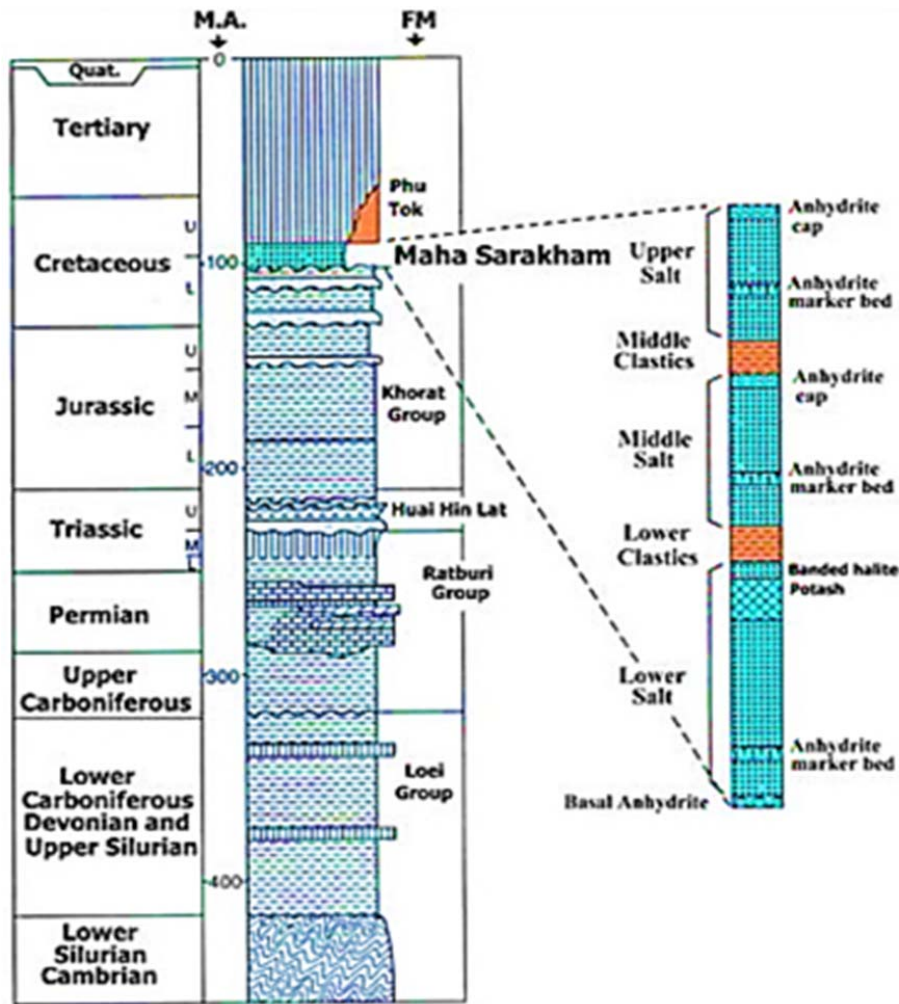 M.A.
FM
0
Quat.
Tertiary
Phu
Tok
U
Cretaceous
100
L
Maha Sarakham
U
M
Jurassic
L
200
Khorat
Group
U
Triassic
M
L
Huai Hin Lat
Ratburi
Group
Permian
300
Upper
Carboniferous
Lower
Carboniferous
Devonian and
Upper Silurian
Loei
Group
400
Lower
Silurian
Cambrian
Upper
Salt
Anhydrite
cap
Anhydrite
marker bed
Middle
Clastics
Anhydrite
cap
Middle
Salt
Anhydrite
marker bed
Lower
Clastics
Banded halite
Potash
Lower
Salt
Anhydrite
marker bed
Basal Anhydrite